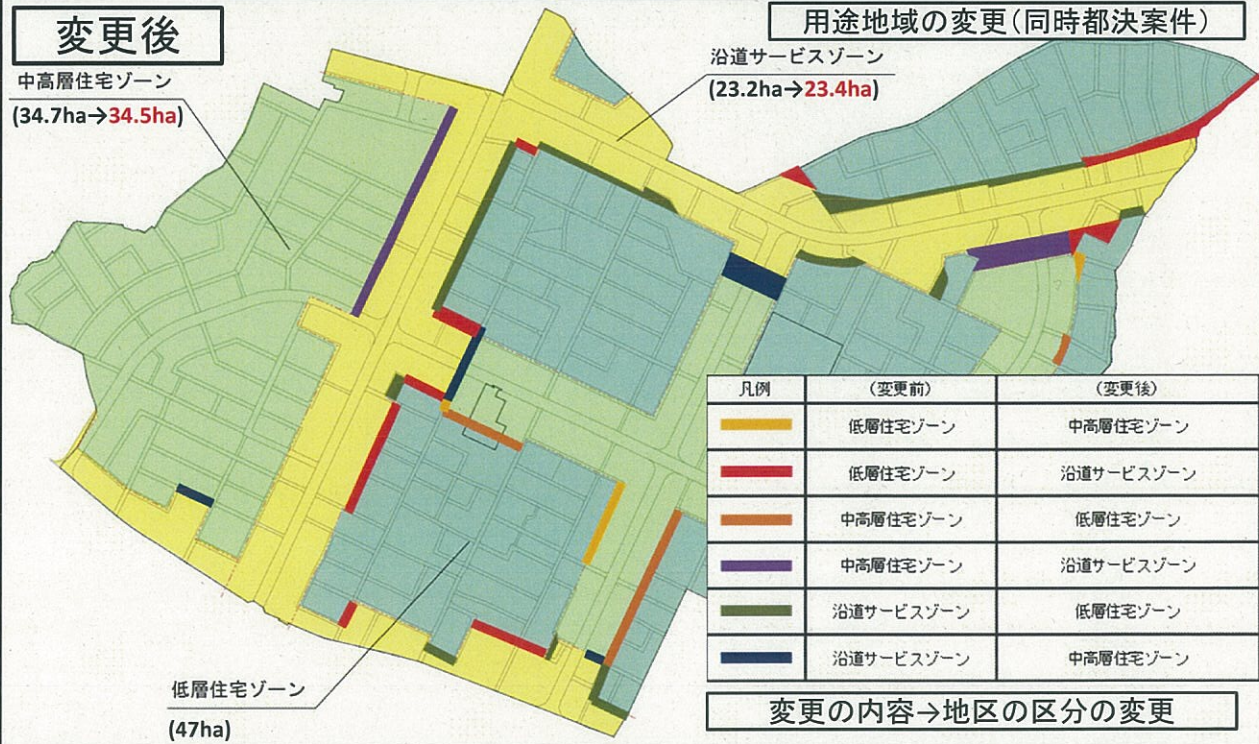 変更後
用途地域の変更(同時都決案件)
中高層住宅ゾーン
(34.7ha→34.5ha)
沿道サービスゾーン
(23.2ha→23.4ha)
凡例 (変更前) (変更後)
低層住宅ゾーン 中高層住宅ゾーン
低層住宅ゾーン 沿道サービスゾーン
中高層住宅ゾーン 低層住宅ゾーン
中高層住宅ゾーン 沿道サービスゾーン
沿道サービスゾーン 低層住宅ゾーン
沿道サービスゾーン 中高層住宅ゾーン
低層住宅ゾーン
(47ha)
変更の内容→地区の区分の変更